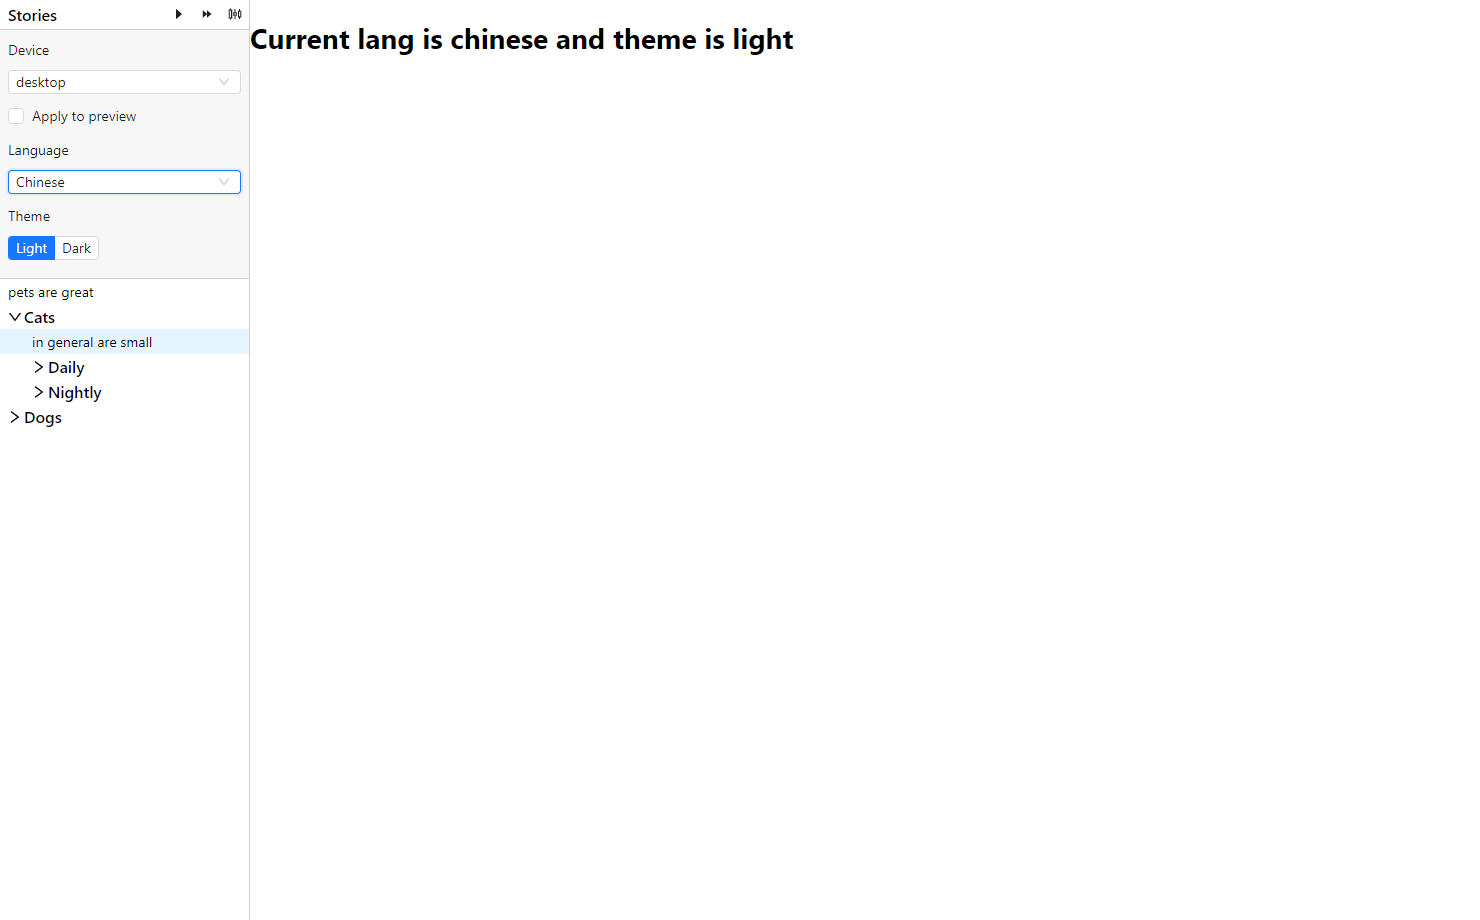 Stories
Device
desktop
Apply to preview
Language
Chinese
Theme
Light Dark
pets are great
Cats
in general are small
Daily
Nightly
Dogs
Current lang is chinese and theme is light